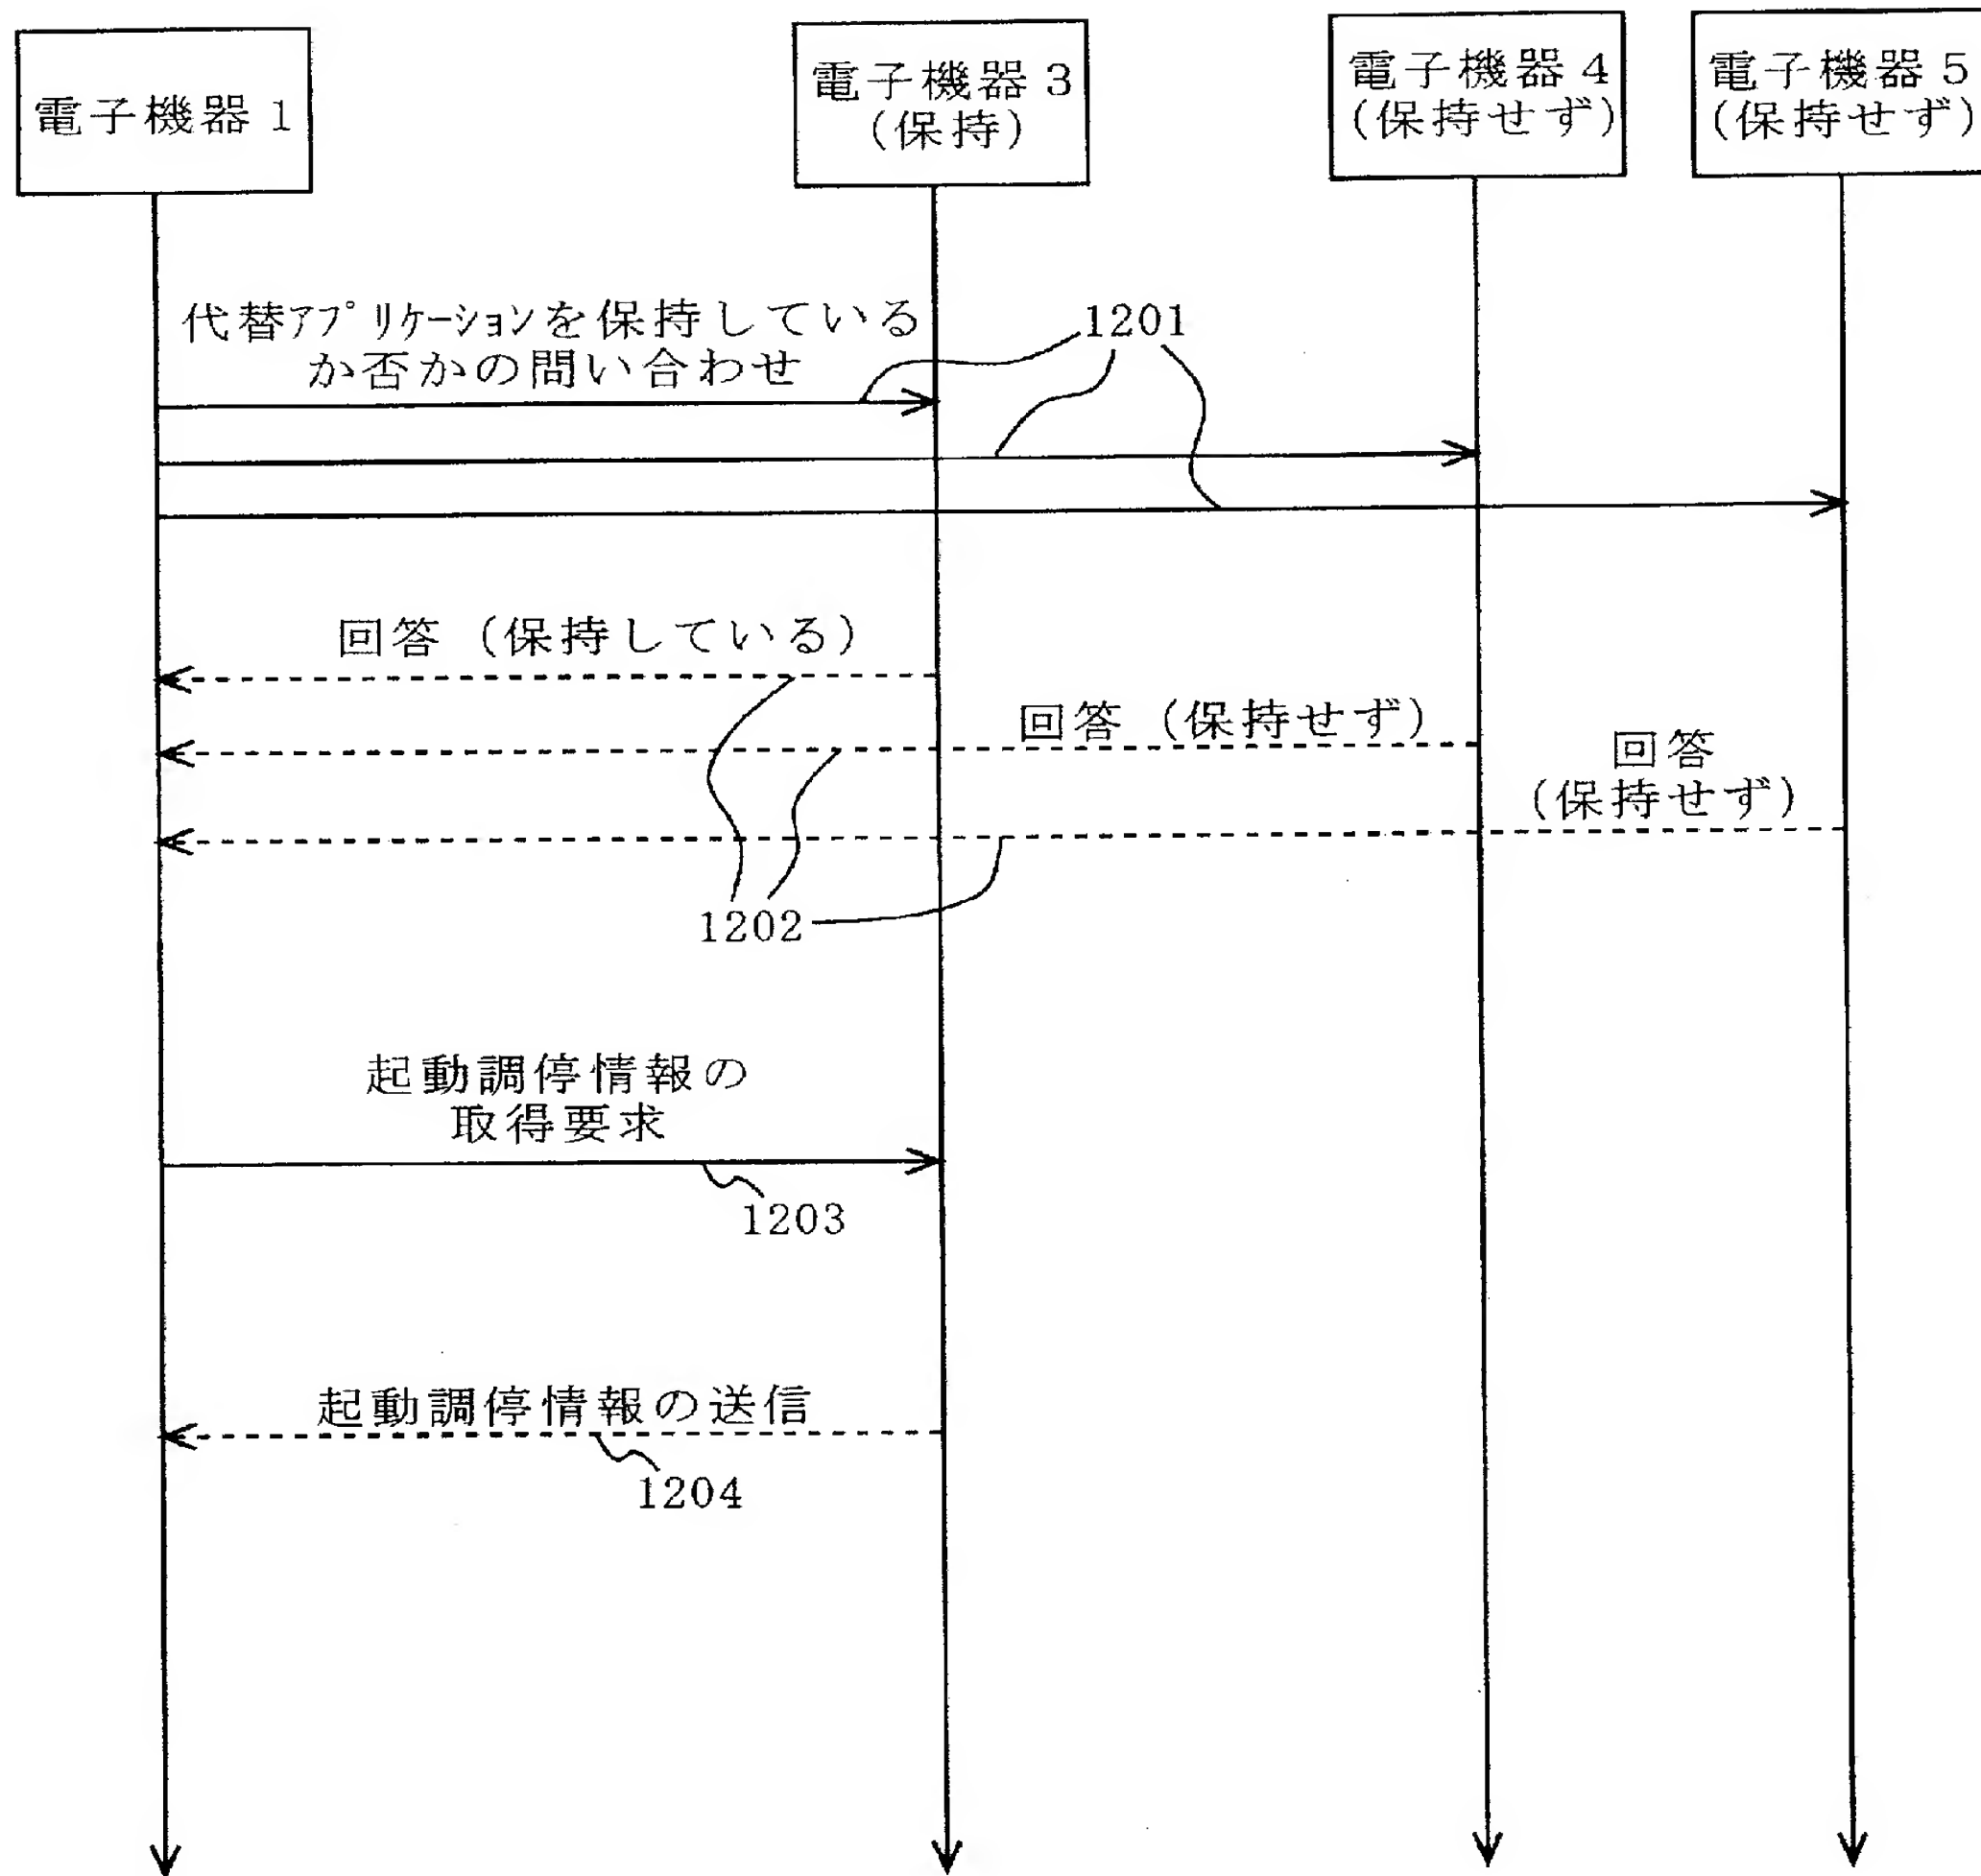 電子機器1
電子機器3
(保持)
電子機器4
(保持せず)
電子機器5
(保持せず)
代替ｱﾌﾟﾘｹｰｼｮﾝを保持している
か否かの問い合わせ
1201
回答(保持している)
回答(保持せず)
回答
(保持せず)
1202
起動調停情報の
取得要求
1203
起動調停情報の送信
1204